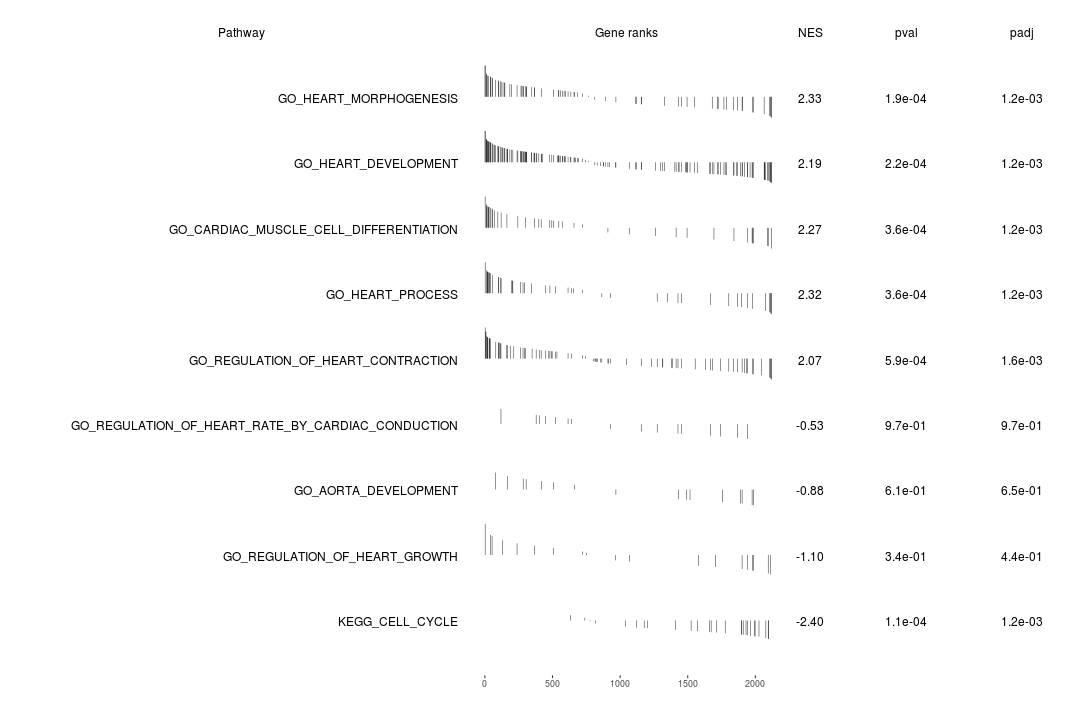 Pathway Gene ranks NES pval padj
GO_HEART_MORPHOGENESIS 2.33 1.9e-04 1.2e-03
GO_HEART_DEVELOPMENT 2.19 2.2e-04 1.2e-03
GO_CARDIAC_MUSCLE_CELL_DIFFERENTIATION 2.27 3.6e-04 1.2e-03
GO_HEART_PROCESS 2.32 3.6e-04 1.2e-03
GO_REGULATION_OF_HEART_CONTRACTION 2.07 5.9e-04 1.6e-03
GO_REGULATION_OF_HEART_RATE_BY_CARDIAC_CONDUCTION -0.53 9.7e-01 9.7e-01
GO_AORTA_DEVELOPMENT -0.88 6.1e-01 6.5e-01
GO_REGULATION_OF_HEART_GROWTH -1.10 3.4e-01 4.4e-01
KEGG_CELL_CYCLE -2.40 1.1e-04 1.2e-03
0 500 1000 1500 2000